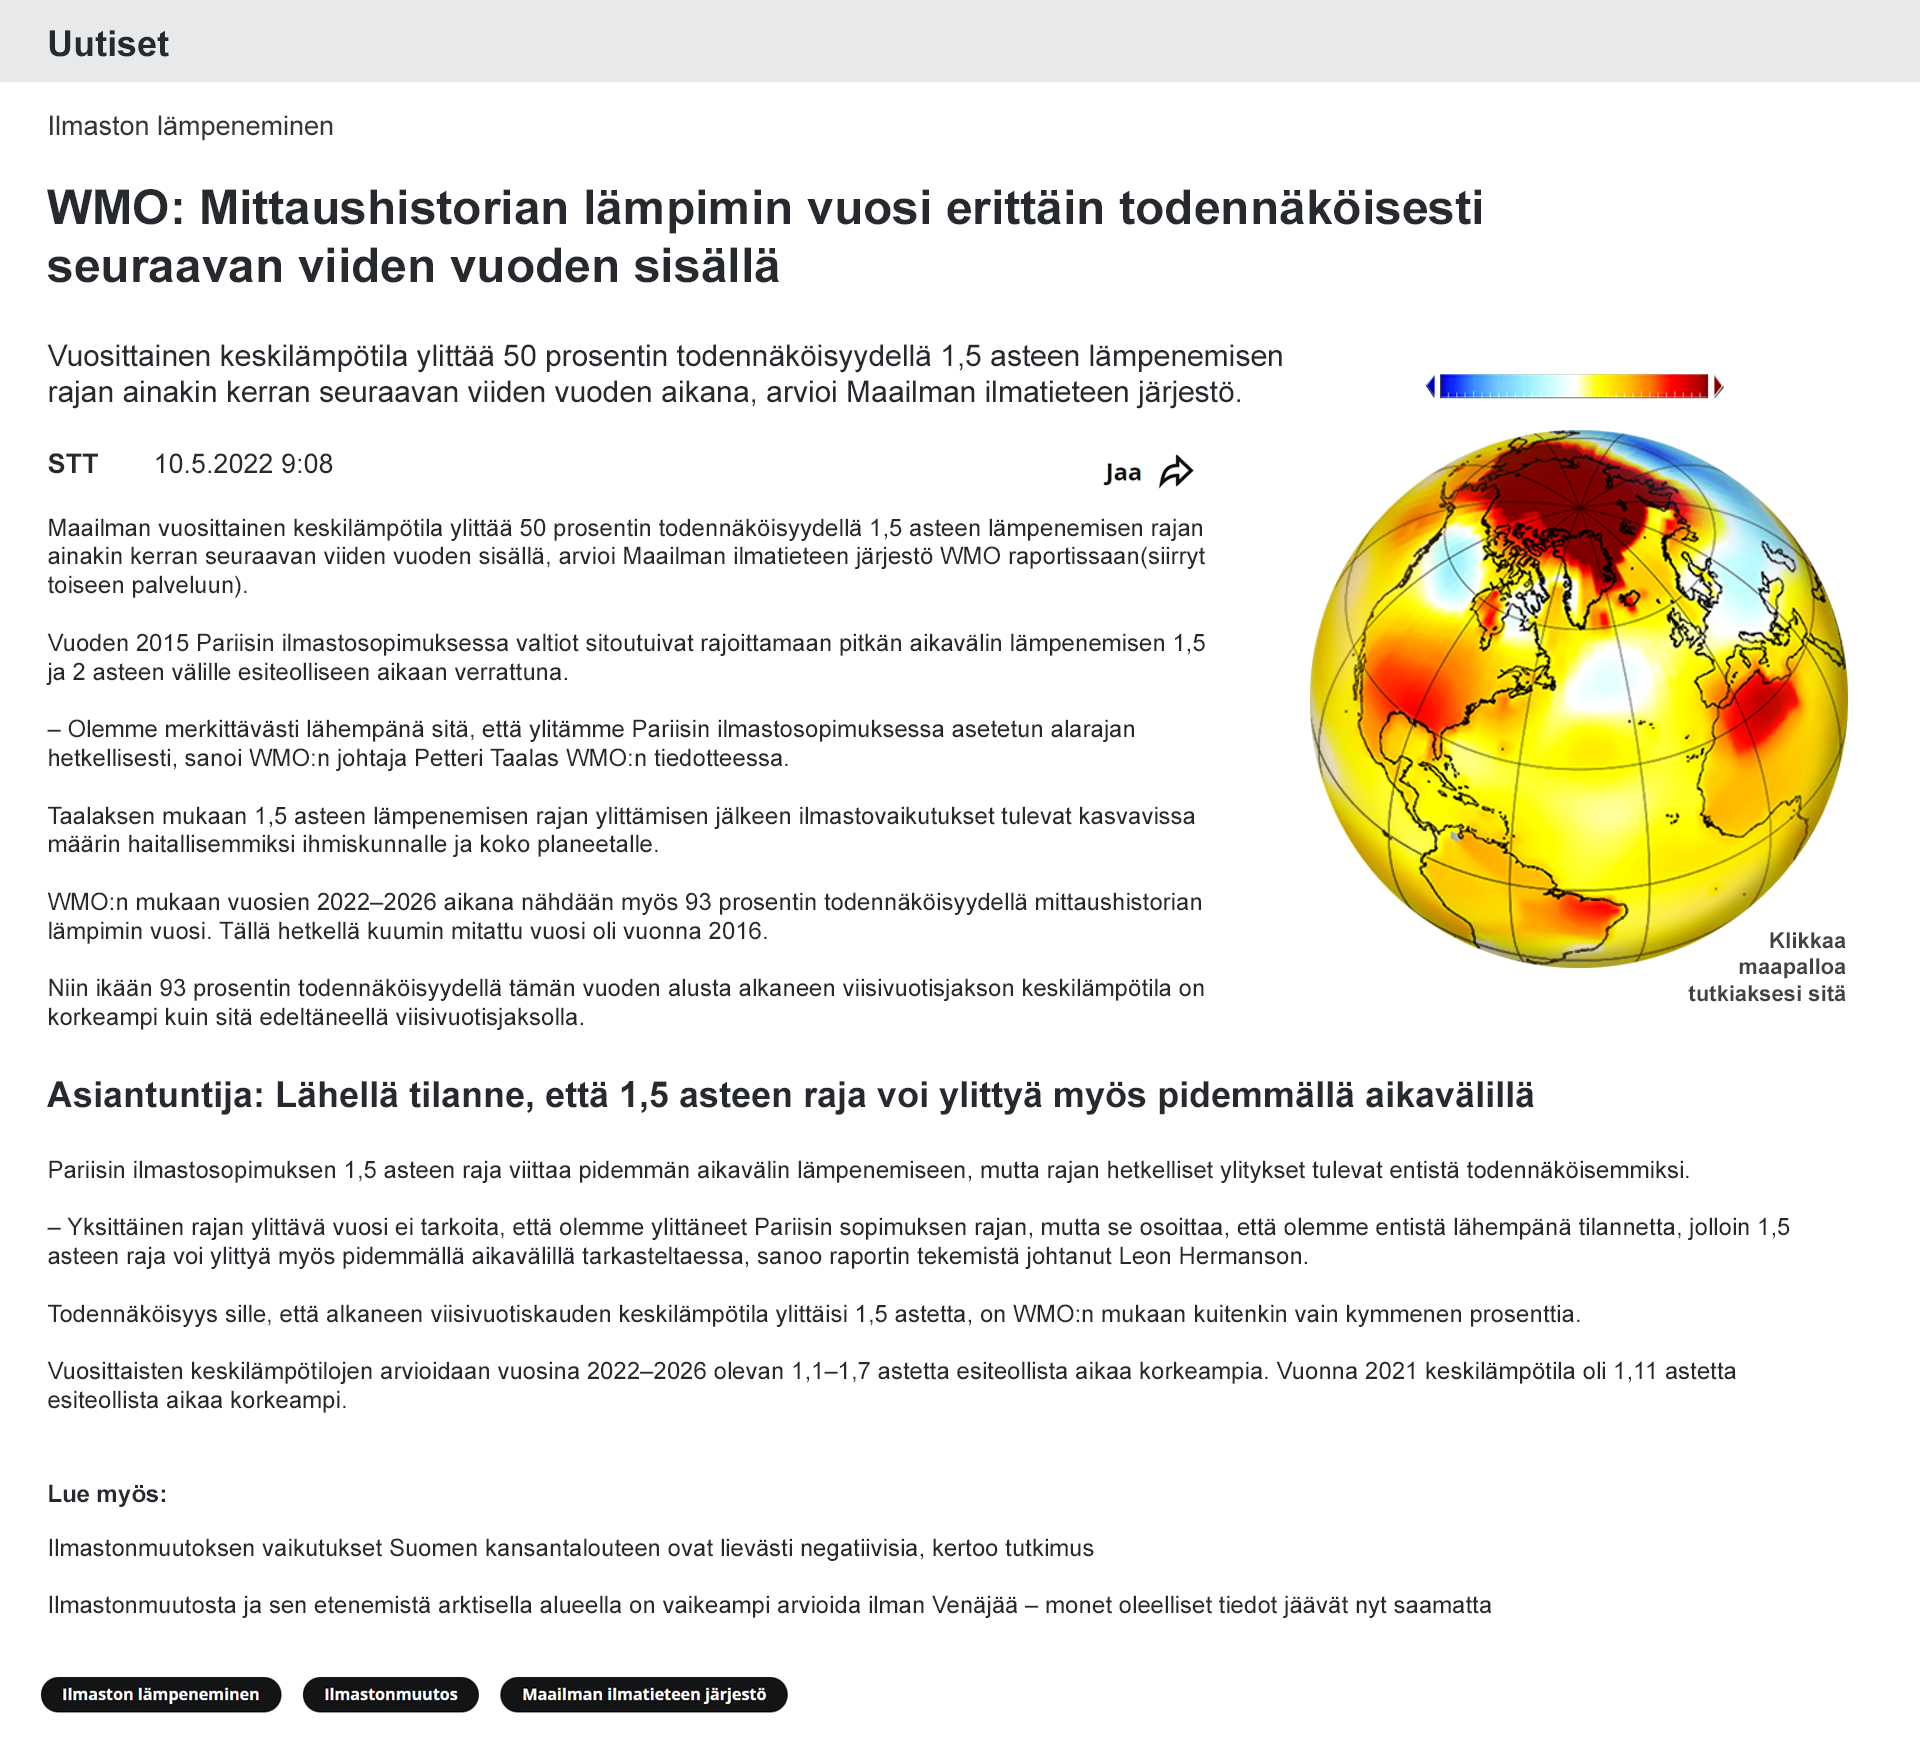 Uutiset
Ilmaston lämpeneminen
WMO: Mittaushistorian lämpimin vuosi erittäin todennäköisesti
seuraavan viiden vuoden sisällä
Vuosittainen keskilämpötila ylittää 50 prosentin todennäköisyydellä 1,5 asteen lämpenemisen
rajan ainakin kerran seuraavan viiden vuoden aikana, arvioi Maailman ilmatieteen järjestö.
STT 10.5.2022 9:08
Jaa
Maailman vuosittainen keskilämpötila ylittää 50 prosentin todennäköisyydellä 1,5 asteen lämpenemisen rajan
ainakin kerran seuraavan viiden vuoden sisällä, arvioi Maailman ilmatieteen järjestö WMO raportissaan(siirryt
toiseen palveluun).
Vuoden 2015 Pariisin ilmastosopimuksessa valtiot sitoutuivat rajoittamaan pitkän aikavälin lämpenemisen 1,5
ja 2 asteen välille esiteolliseen aikaan verrattuna.
– Olemme merkittävästi lähempänä sitä, että ylitämme Pariisin ilmastosopimuksessa asetetun alarajan
hetkellisesti, sanoi WMO:n johtaja Petteri Taalas WMO:n tiedotteessa.
Taalaksen mukaan 1,5 asteen lämpenemisen rajan ylittämisen jälkeen ilmastovaikutukset tulevat kasvavissa
määrin haitallisemmiksi ihmiskunnalle ja koko planeetalle.
WMO:n mukaan vuosien 2022–2026 aikana nähdään myös 93 prosentin todennäköisyydellä mittaushistorian
lämpimin vuosi. Tällä hetkellä kuumin mitattu vuosi oli vuonna 2016.
Niin ikään 93 prosentin todennäköisyydellä tämän vuoden alusta alkaneen viisivuotisjakson keskilämpötila on
korkeampi kuin sitä edeltäneellä viisivuotisjaksolla.
Klikkaa
maapalloa
tutkiaksesi sitä
Asiantuntija: Lähellä tilanne, että 1,5 asteen raja voi ylittyä myös pidemmällä aikavälillä
Pariisin ilmastosopimuksen 1,5 asteen raja viittaa pidemmän aikavälin lämpenemiseen, mutta rajan hetkelliset ylitykset tulevat entistä todennäköisemmiksi.
– Yksittäinen rajan ylittävä vuosi ei tarkoita, että olemme ylittäneet Pariisin sopimuksen rajan, mutta se osoittaa, että olemme entistä lähempänä tilannetta, jolloin 1,5
asteen raja voi ylittyä myös pidemmällä aikavälillä tarkasteltaessa, sanoo raportin tekemistä johtanut Leon Hermanson.
Todennäköisyys sille, että alkaneen viisivuotiskauden keskilämpötila ylittäisi 1,5 astetta, on WMO:n mukaan kuitenkin vain kymmenen prosenttia.
Vuosittaisten keskilämpötilojen arvioidaan vuosina 2022–2026 olevan 1,1–1,7 astetta esiteollista aikaa korkeampia. Vuonna 2021 keskilämpötila oli 1,11 astetta
esiteollista aikaa korkeampi.
Lue myös:
Ilmastonmuutoksen vaikutukset Suomen kansantalouteen ovat lievästi negatiivisia, kertoo tutkimus
Ilmastonmuutosta ja sen etenemistä arktisella alueella on vaikeampi arvioida ilman Venäjää – monet oleelliset tiedot jäävät nyt saamatta
Ilmaston lämpeneminen Ilmastonmuutos Maailman ilmatieteen järjestö